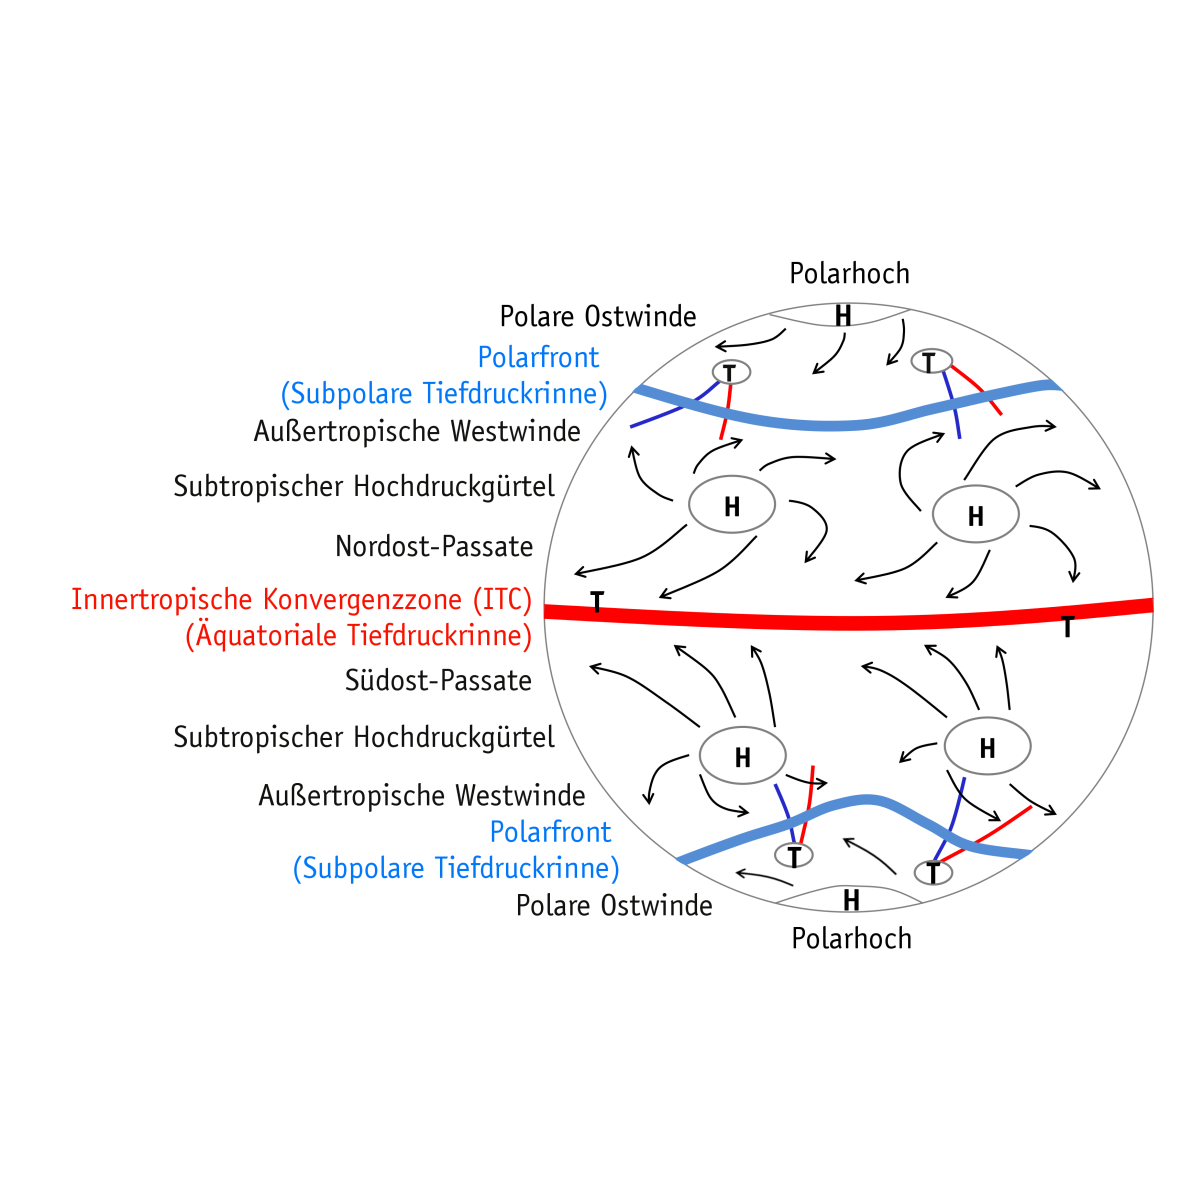 Polarhoch
H
Polare Ostwinde
Polarfront
(Subpolare Tiefdruckrinne)
T
T
Außertropische Westwinde
Subtropischer Hochdruckgürtel
H
H
Nordost-Passate
Innertropische Konvergenzzone (ITC)
(Äquatoriale Tiefdruckrinne)
T
T
Südost-Passate
Subtropischer Hochdruckgürtel
H
H
Außertropische Westwinde
Polarfront
(Subpolare Tiefdruckrinne)
T
T
Polare Ostwinde
H
Polarhoch